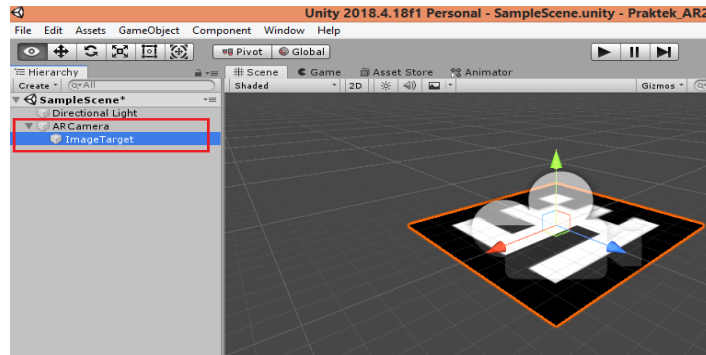 Unity 2018.4.18f1 Personal - SampleScene.unity - Praktek_AR2
File Edit Assets GameObject Component Window Help
Pivot Global
Hierarchy
Scene Game Asset Store Animator
Create All
Shaded 2D Gizmos
SampleScene*
Directional Light
ARCamera
ImageTarget